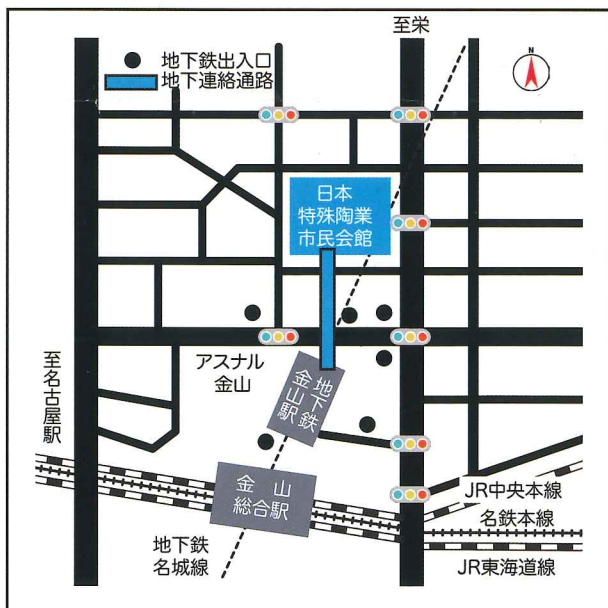 至栄
地下鉄出入口
地下連絡通路
N
日本
特殊陶業
市民会館
至名古屋駅
アスナル
金山
地下鉄
金山駅
金山
総合駅
JR中央本線
名鉄本線
JR東海道線
地下鉄
名城線